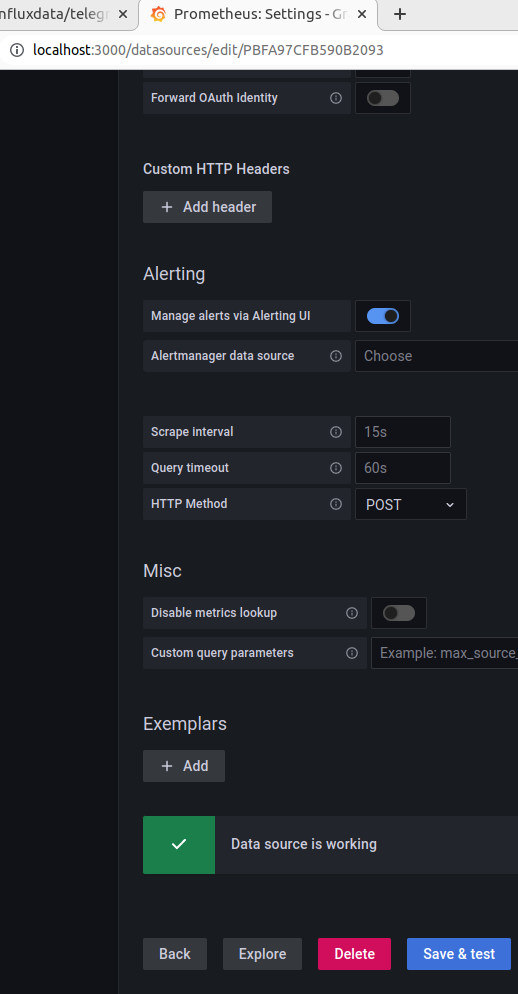 nfluxdata/telegr
Prometheus: Settings - Gr
localhost:3000/datasources/edit/PBFA97CFB590B2093
Forward OAuth Identity
Custom HTTP Headers
+ Add header
Alerting
Manage alerts via Alerting UI
Alertmanager data source Choose
Scrape interval 15s
Query timeout 60s
HTTP Method POST
Misc
Disable metrics lookup
Custom query parameters Example: max_source_
Exemplars
+ Add
Data source is working
Back Explore Delete Save & test